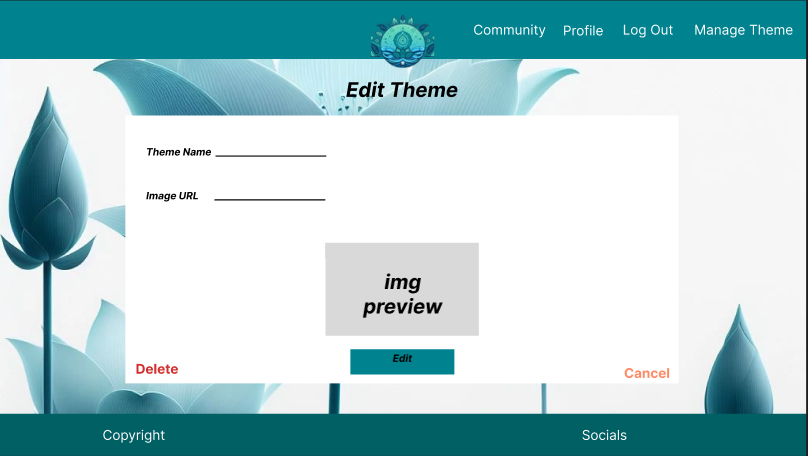 Community Profile Log Out Manage Theme
Edit Theme
Theme Name
Image URL
img
preview
Edit
Delete
Cancel
Copyright Socials